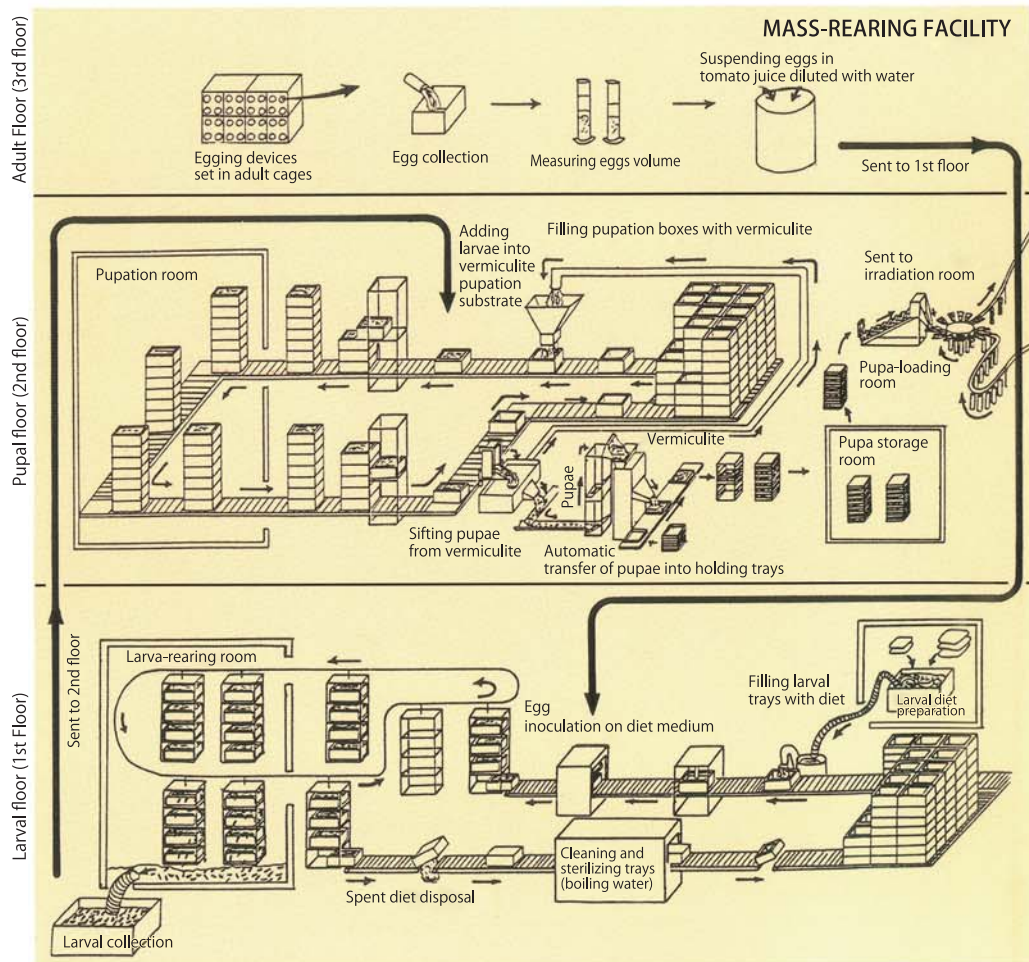 MASS-REARING FACILITY
Adult Floor (3rd floor)
Egging devices
set in adult cages
Egg collection
Measuring eggs volume
Suspending eggs in
tomato juice diluted with water
Sent to 1st floor
Pupal floor (2nd floor)
Pupation room
Adding
larvae into
vermiculite
pupation
substrate
Filling pupation boxes with vermiculite
Sent to
irradiation room
Pupa-loading
room
Vermiculite
Pupa storage
room
Pupae
Sifting pupae
from vermiculite
Automatic
transfer of pupae into holding trays
Larval floor (1st Floor)
Sent to 2nd floor
Larva-rearing room
Egg
inoculation on diet medium
Filling larval
trays with diet
Larval diet
preparation
Cleaning and
sterilizing trays
(boiling water)
Spent diet disposal
Larval collection